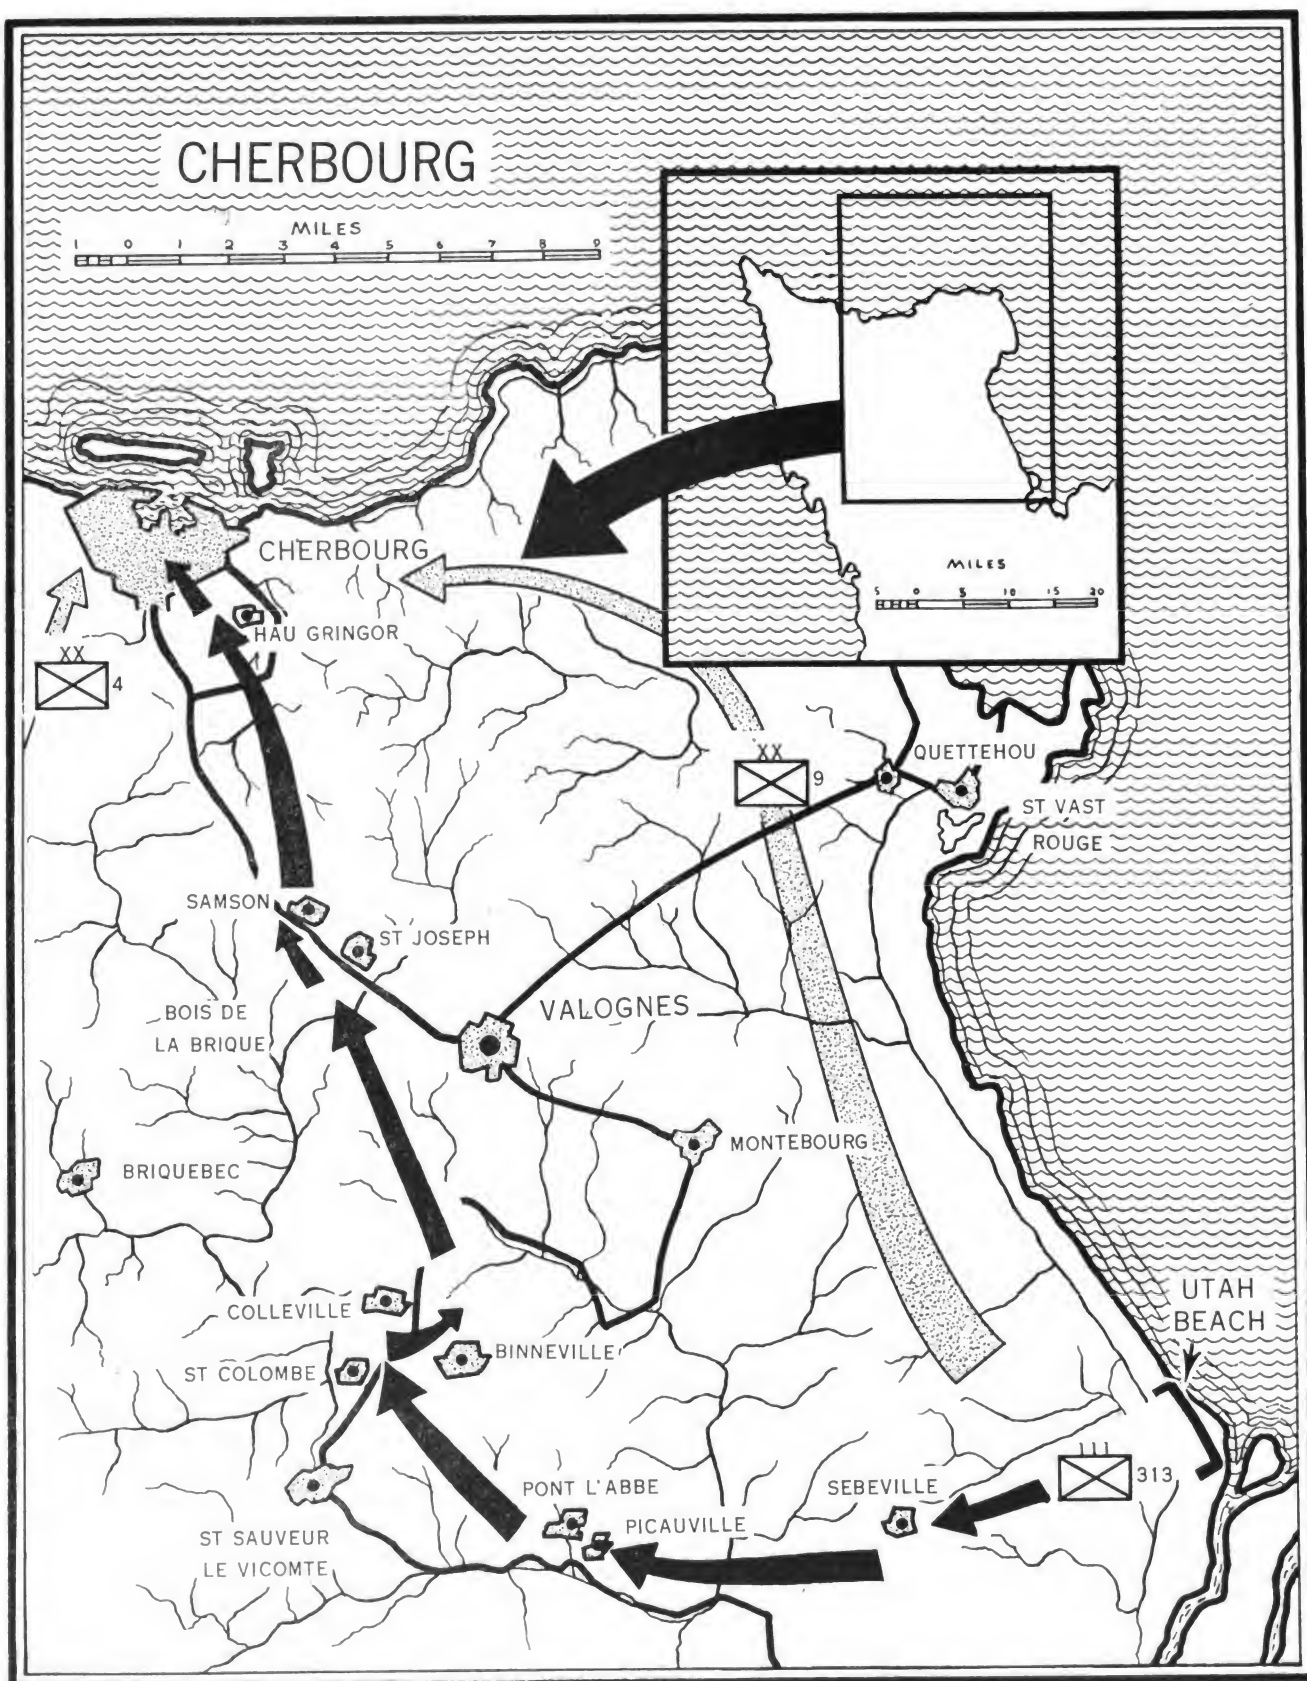 CHERBOURG
MILES
1 0 1 2 3 4 5 6 7 8 9
MILES
5 0 5 10 15 20
CHERBOURG
HAU GRINGOR
XX
4
XX
9
QUETTEHOU
ST VAST
ROUGE
SAMSON
ST JOSEPH
BOIS DE
LA BRIQUE
VALOGNES
MONTEBOURG
BRIQUEBEC
UTAH
BEACH
COLLEVILLE
BINNEVILLE
ST COLOMBE
III
313
PONT L'ABBE
SEBEVILLE
PICAUVILLE
ST SAUVEUR
LE VICOMTE